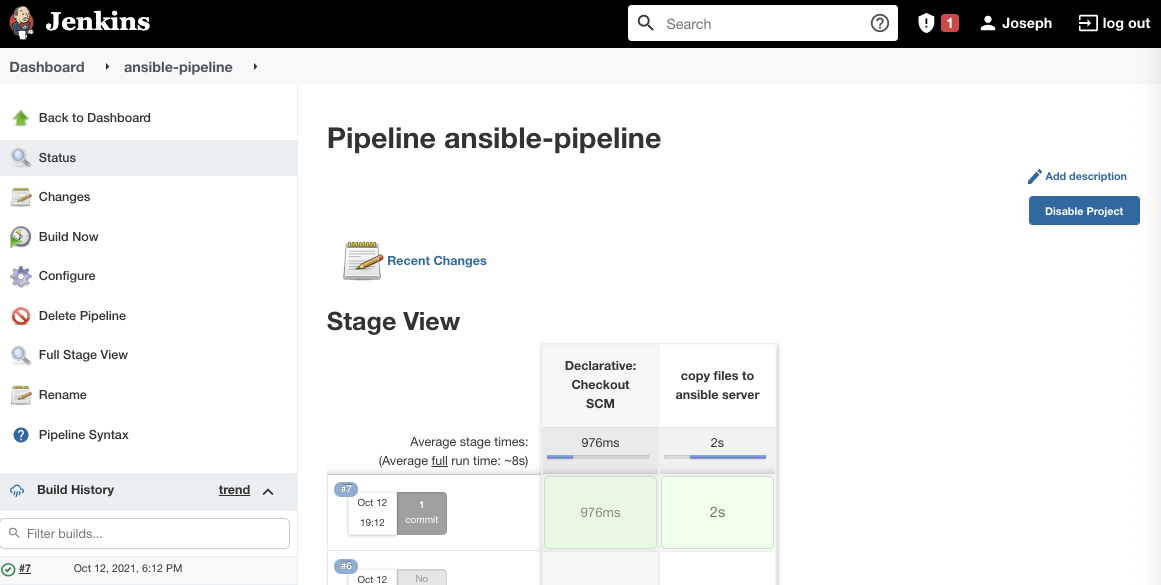 Jenkins
Search
1
Joseph
log out
Dashboard
ansible-pipeline
Back to Dashboard
Status
Changes
Build Now
Configure
Delete Pipeline
Full Stage View
Rename
Pipeline Syntax
Build History
trend
Filter builds...
#7
Oct 12, 2021, 6:12 PM
Pipeline ansible-pipeline
Add description
Disable Project
Recent Changes
Stage View
Declarative:
Checkout
SCM
copy files to
ansible server
Average stage times:
(Average full run time: ~8s)
976ms
2s
#7
Oct 12
19:12
1
commit
976ms
2s
#6
Oct 12
No